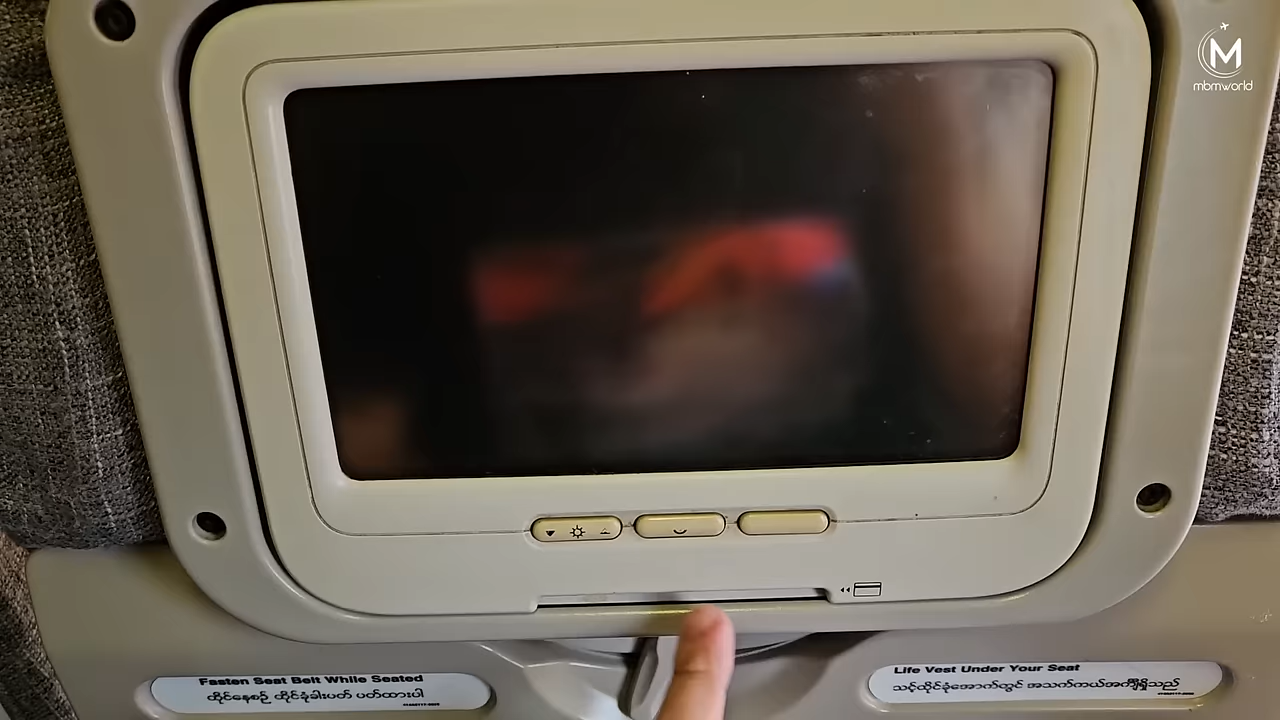 M
mbmworld
Fasten Seat Belt While Seated
ထိုင်နေစဉ် ထိုင်ခုံခါးပတ် ပတ်ထားပါ
Life Vest Under Your Seat
သင့်ထိုင်ခုံအောက်တွင် အသက်ကယ်အင်္ကျီရှိသည်